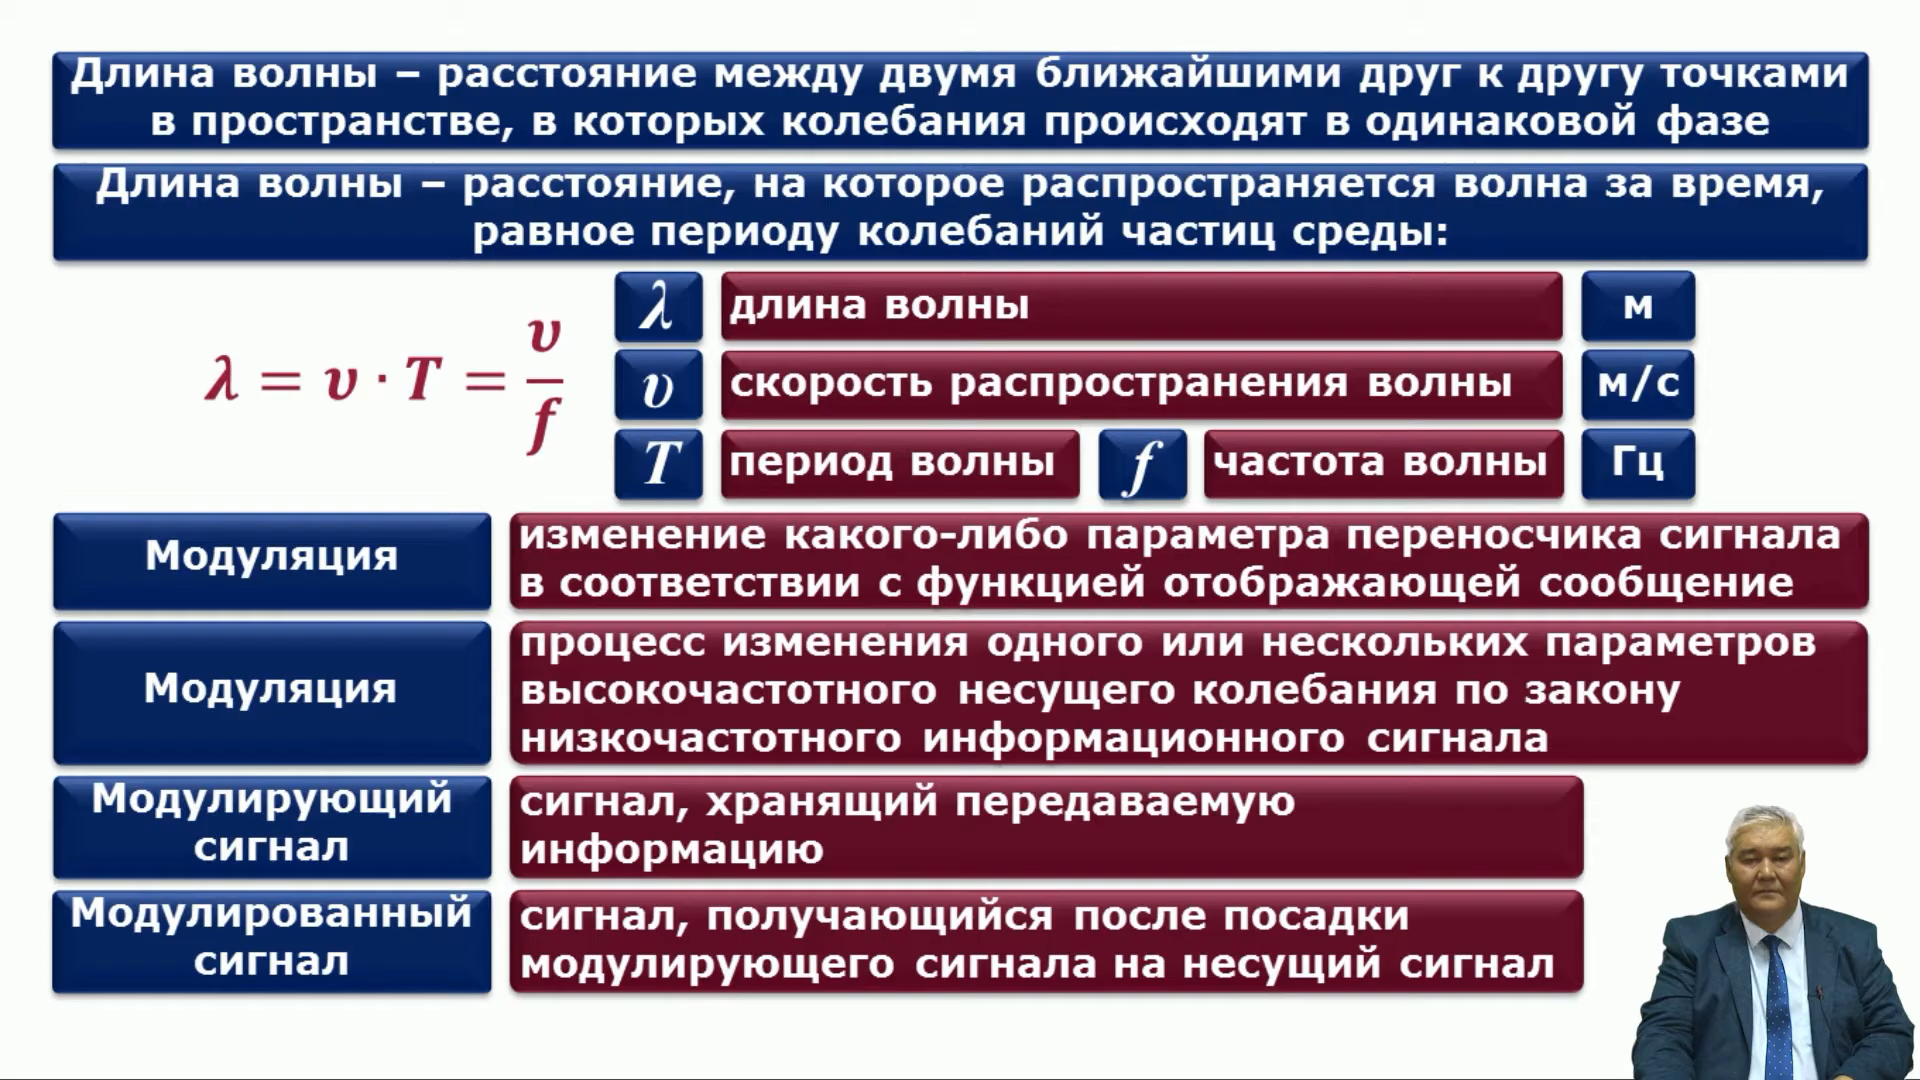 Длина волны – расстояние между двумя ближайшими друг к другу точками
в пространстве, в которых колебания происходят в одинаковой фазе
Длина волны – расстояние, на которое распространяется волна за время,
равное периоду колебаний частиц среды:
λ = υ · T = υ/f
λ длина волны м
υ скорость распространения волны м/с
T период волны f частота волны Гц
Модуляция
изменение какого-либо параметра переносчика сигнала
в соответствии с функцией отображающей сообщение
Модуляция
процесс изменения одного или нескольких параметров
высокочастотного несущего колебания по закону
низкочастотного информационного сигнала
Модулирующий
сигнал
сигнал, хранящий передаваемую
информацию
Модулированный
сигнал
сигнал, получающийся после посадки
модулирующего сигнала на несущий сигнал